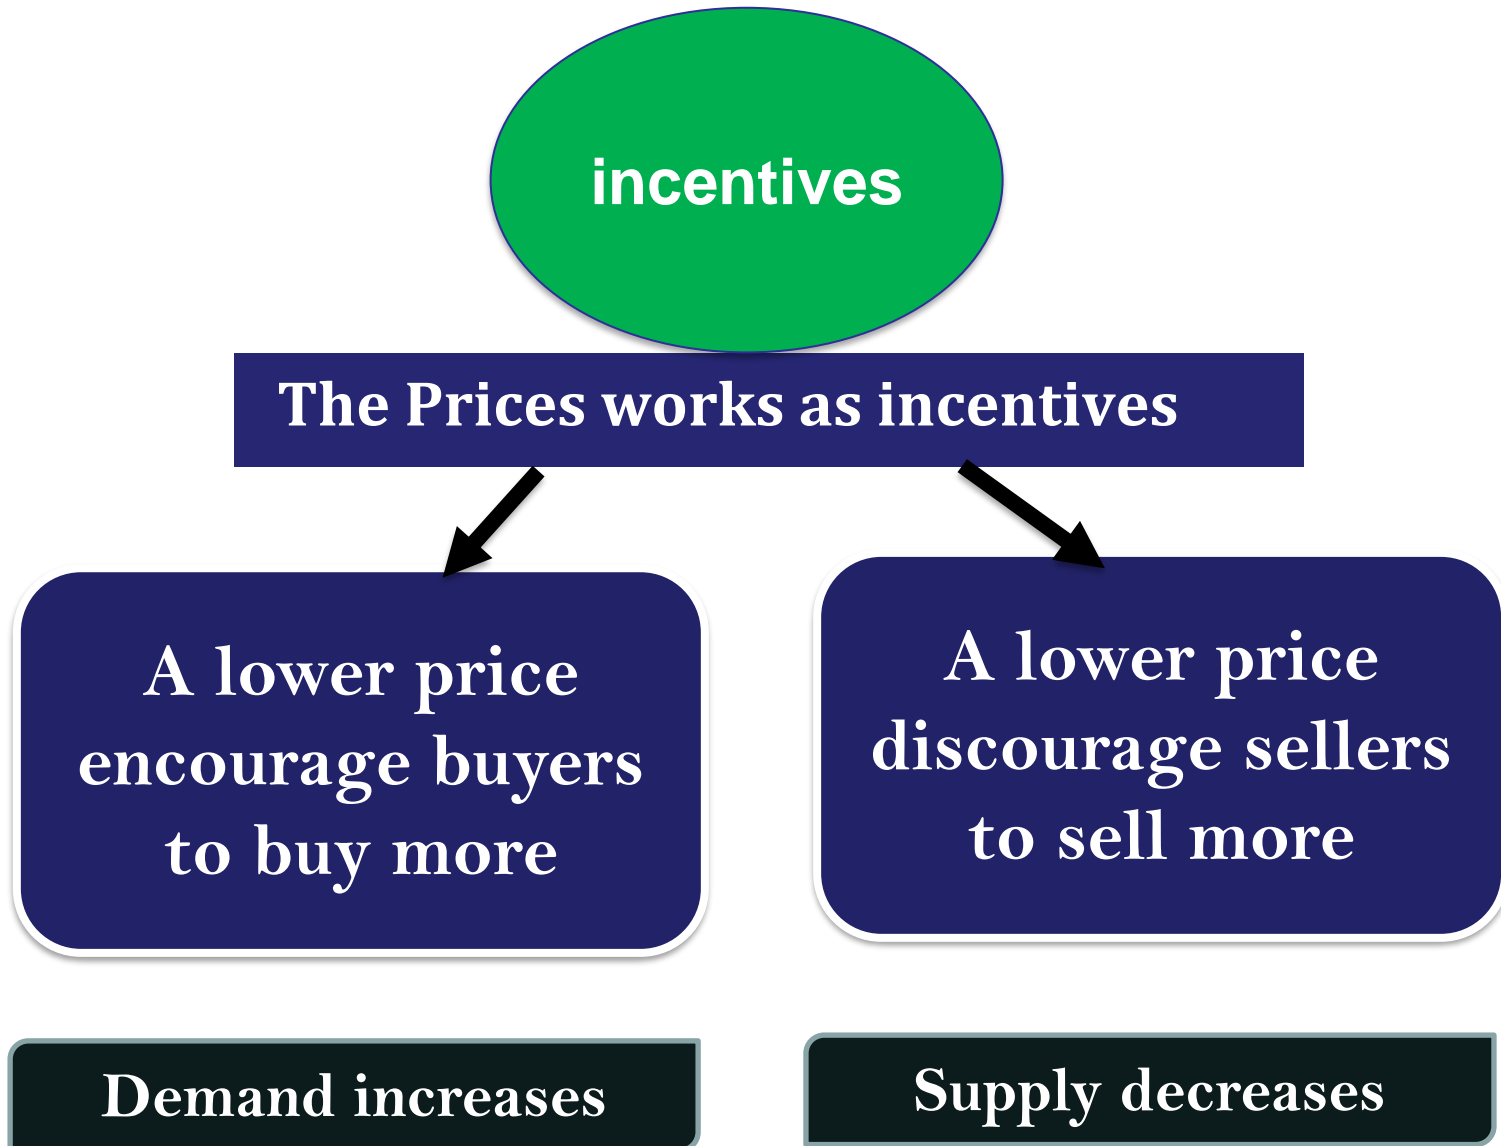 incentives
The Prices works as incentives
A lower price
encourage buyers
to buy more
A lower price
discourage sellers
to sell more
Demand increases
Supply decreases